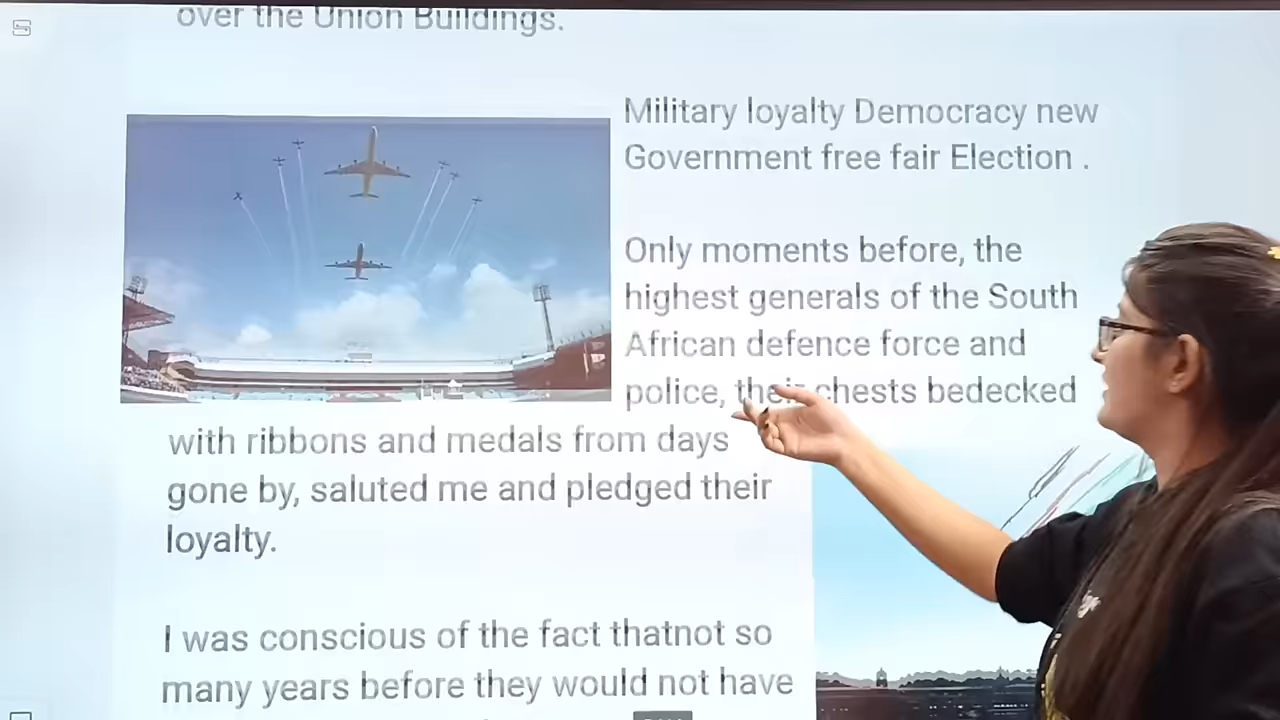 over the Union Buildings.
Military loyalty Democracy new
Government free fair Election .
Only moments before, the
highest generals of the South
African defence force and
police, their chests bedecked
with ribbons and medals from days
gone by, saluted me and pledged their
loyalty.
I was conscious of the fact thatnot so
many years before they would not have